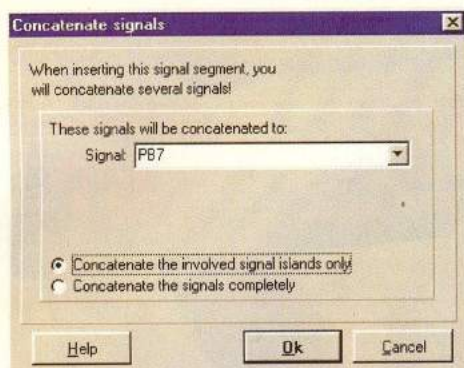 Concatenate signals
When inserting this signal segment, you
will concatenate several signals!
These signals will be concatenated to:
Signal: PB7
Concatenate the involved signal islands only
Concatenate the signals completely
Help
Ok
Cancel